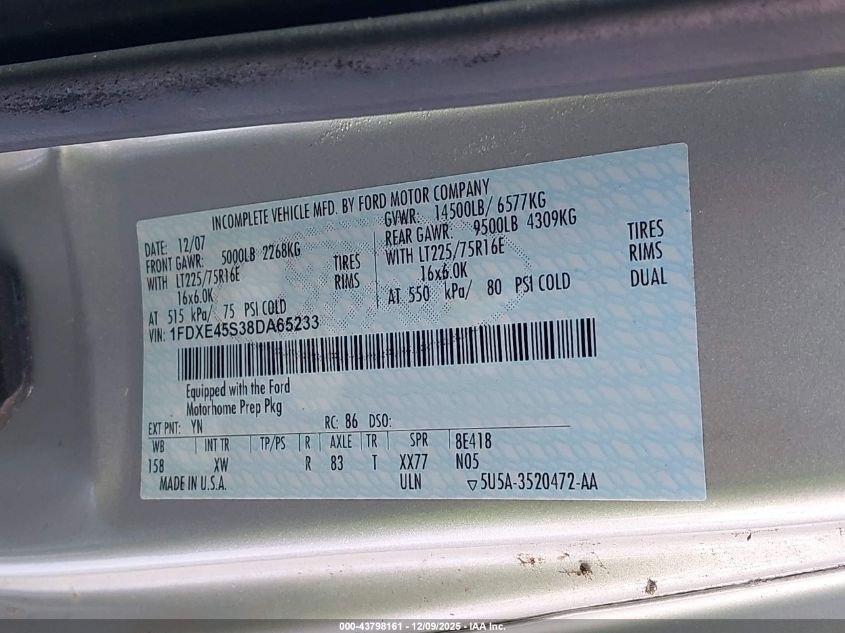 INCOMPLETE VEHICLE MFD. BY FORD MOTOR COMPANY
DATE: 12/07
FRONT GAWR: 5000LB 2268KG
WITH LT225/75R16E TIRES
16x6.0K RIMS
AT 515 kPa/ 75 PSI COLD
GVWR: 14500LB/ 6577KG
REAR GAWR: 9500LB 4309KG
WITH LT225/75R16E TIRES
16x6.0K RIMS
AT 550 kPa/ 80 PSI COLD DUAL
VIN: 1FDXE45S38DA65233
Equipped with the Ford
Motorhome Prep Pkg
EXT PNT: YN RC: 86 DSO:
WB INT TR TP/PS R AXLE TR SPR 8E418
158 XW R 83 T XX77 N05
MADE IN U.S.A. ULN ▽5U5A-3520472-AA
000-43798161 - 12/09/2025 - IAA Inc.